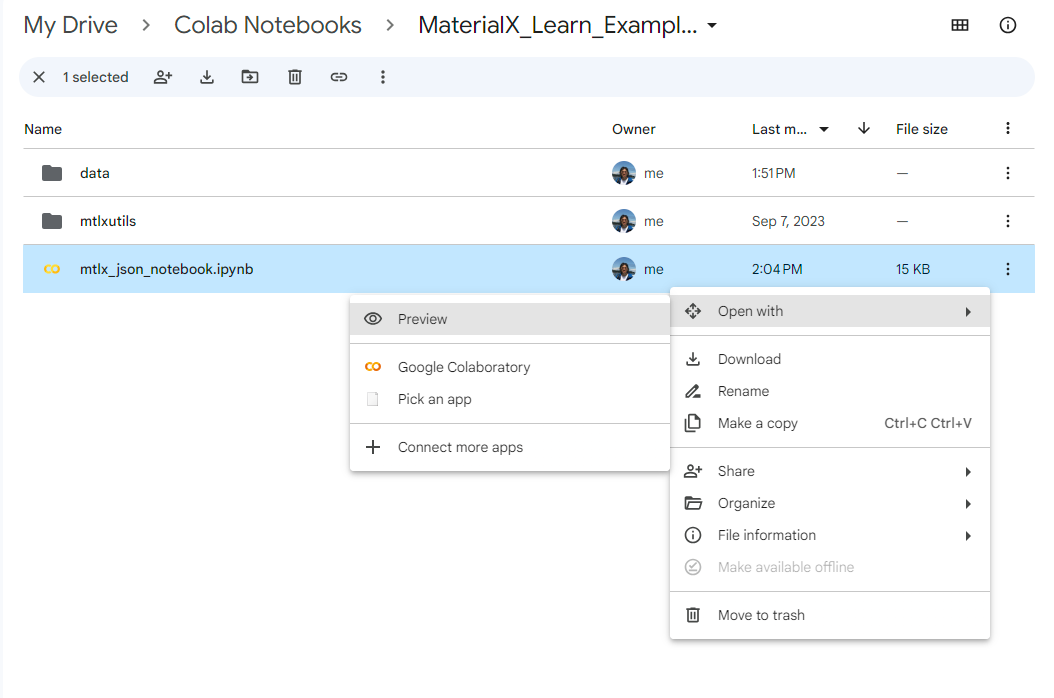 My Drive > Colab Notebooks > MaterialX_Learn_Exampl...
1 selected
Name Owner Last m... File size
data me 1:51 PM —
mtlxutils me Sep 7, 2023 —
mtlx_json_notebook.ipynb me 2:04 PM 15 KB
Preview
Google Colaboratory
Pick an app
Connect more apps
Open with
Download
Rename
Make a copy Ctrl+C Ctrl+V
Share
Organize
File information
Make available offline
Move to trash